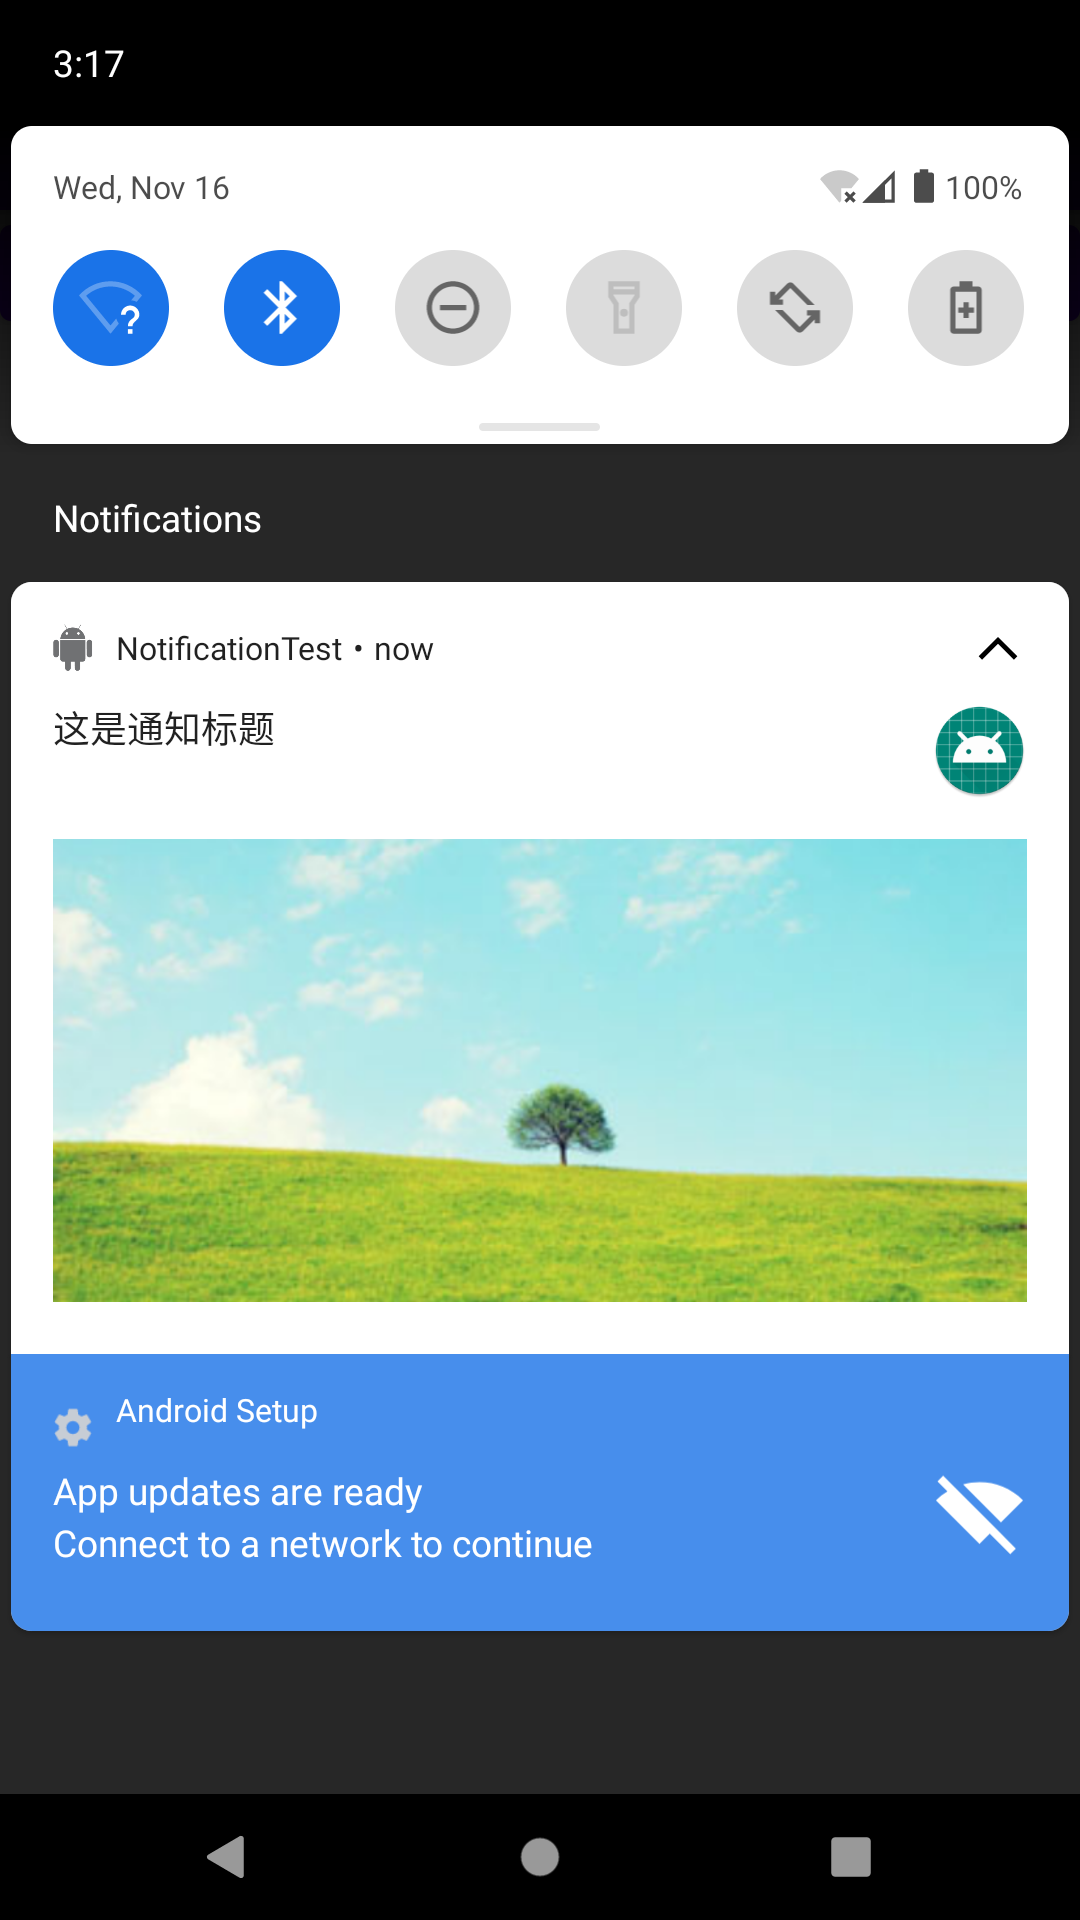 3:17
Wed, Nov 16
100%
Notifications
NotificationTest • now
这是通知标题
Android Setup
App updates are ready
Connect to a network to continue